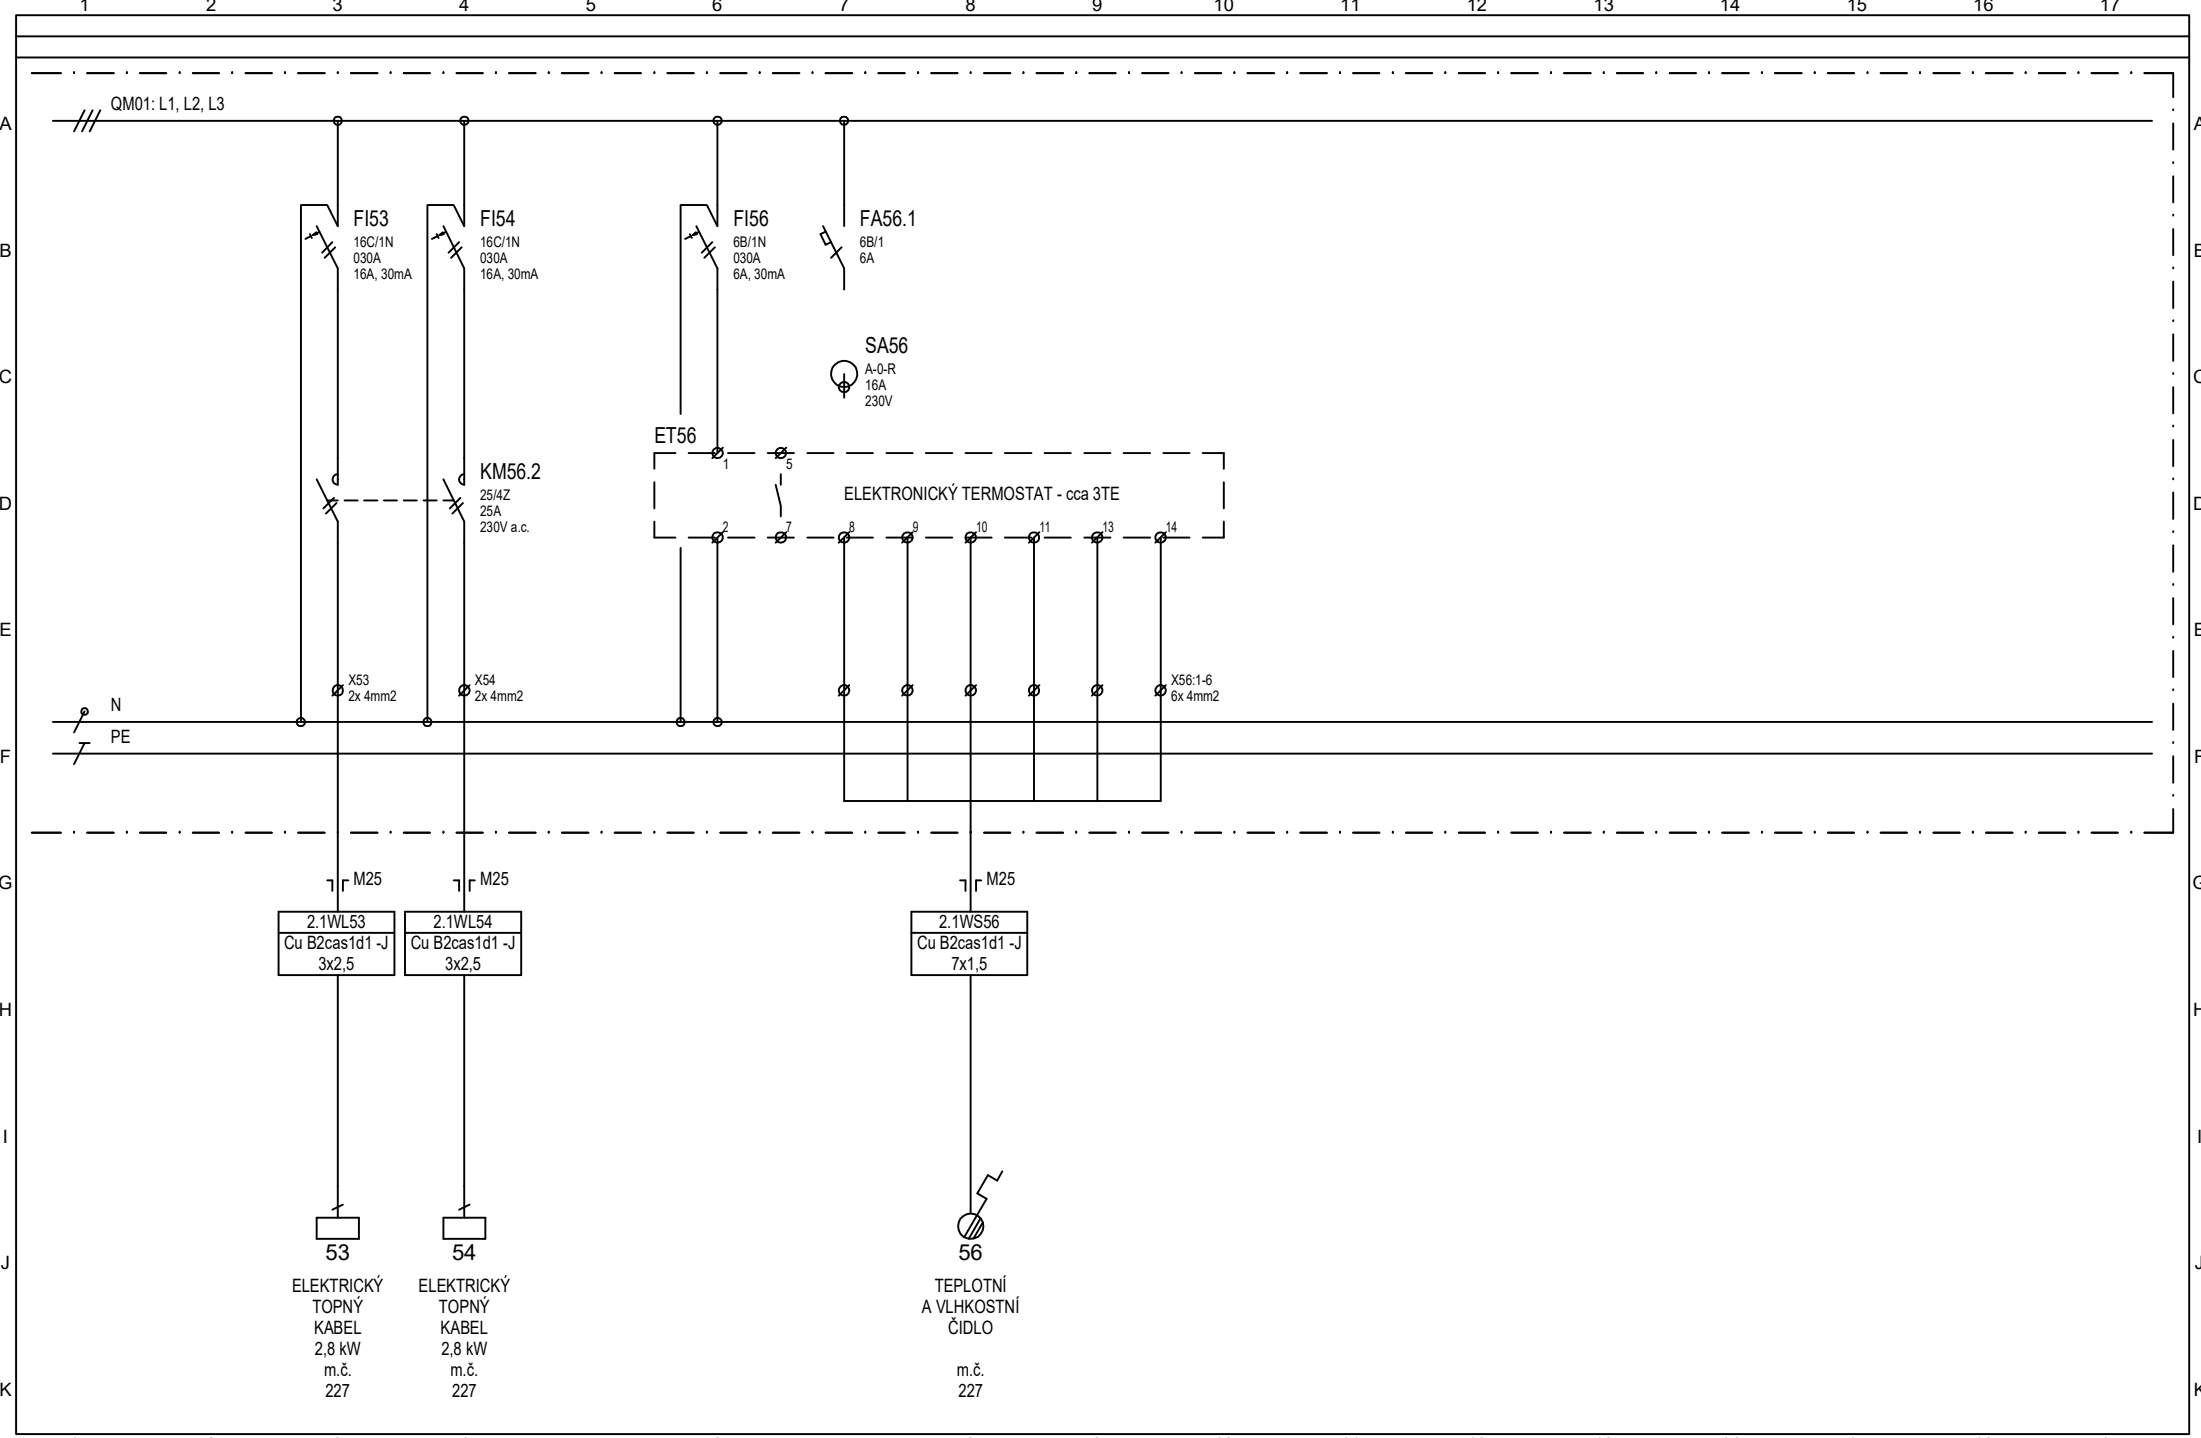 1 2 3 4 5 6 7 8 9 10 11 12 13 14 15 16 17
A
QM01: L1, L2, L3
A
B
FI53
16C/1N
030A
16A, 30mA
FI54
16C/1N
030A
16A, 30mA
FI56
6B/1N
030A
6A, 30mA
FA56.1
6B/1
6A
C
SA56
A-0-R
16A
230V
D
KM56.2
25/4Z
25A
230V a.c.
ET56
1 5
ELEKTRONICKÝ TERMOSTAT - cca 3TE
2 7 8 9 10 11 13 14
E
X53
2x 4mm2
X54
2x 4mm2
X56:1-6
6x 4mm2
N
PE
F
G
M25
M25
M25
2.1WL53
Cu B2cas1d1 -J
3x2,5
2.1WL54
Cu B2cas1d1 -J
3x2,5
2.1WS56
Cu B2cas1d1 -J
7x1,5
H
I
I
J
53
ELEKTRICKÝ
TOPNÝ
KABEL
2,8 kW
m.č.
227
54
ELEKTRICKÝ
TOPNÝ
KABEL
2,8 kW
m.č.
227
56
TEPLOTNÍ
A VLHKOSTNÍ
ČIDLO
m.č.
227
K